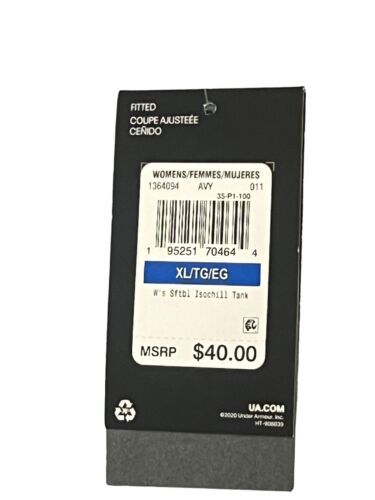 FITTED
COUPE AJUSTEÉE
CEÑIDO
WOMENS/FEMMES/MUJERES
1364094 AVY 011
35-P1-100
1 95251 70464 4
XL/TG/EG
W's Sftbl Isochill Tank
MSRP $40.00
UA.COM
©2020 Under Armour, Inc.
HT-908039